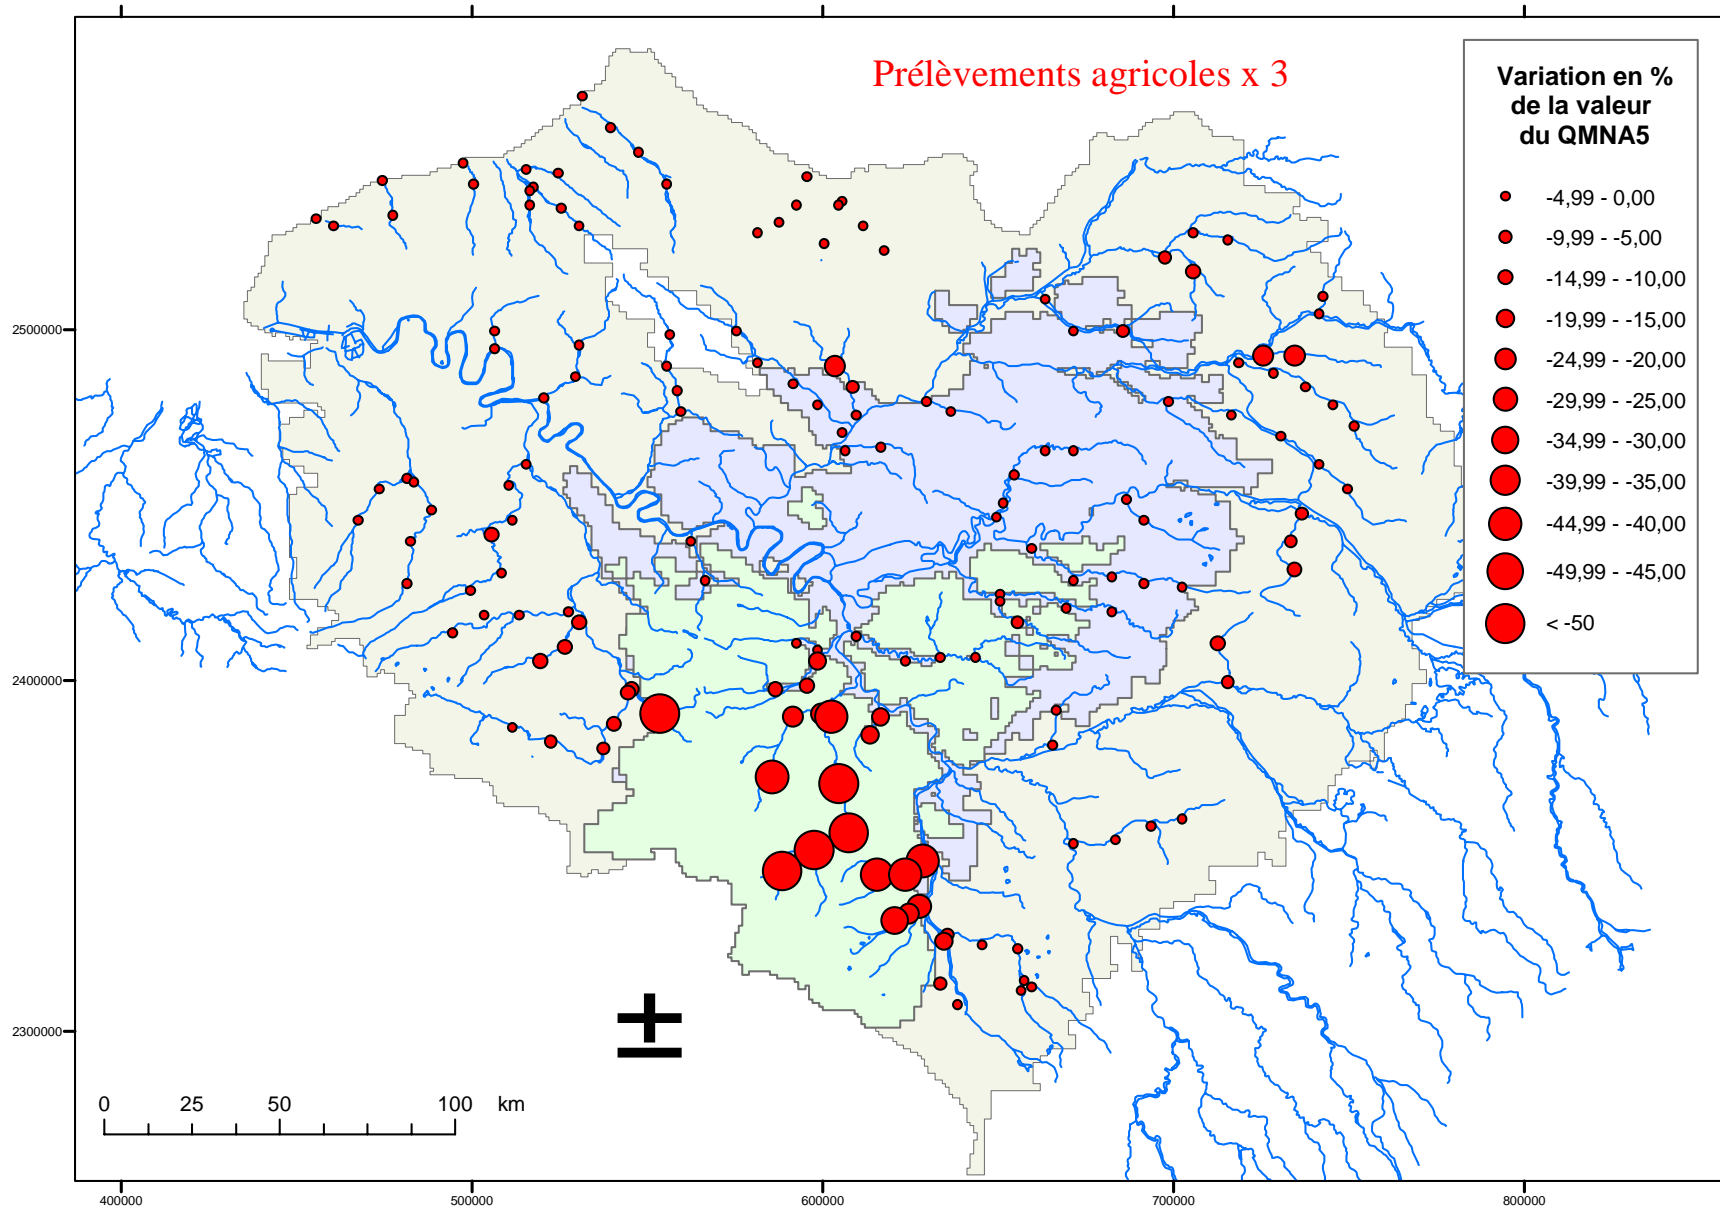 Prélèvements agricoles x 3
Variation en %
de la valeur
du QMNA5
-4,99 - 0,00
-9,99 - -5,00
-14,99 - -10,00
-19,99 - -15,00
-24,99 - -20,00
-29,99 - -25,00
-34,99 - -30,00
-39,99 - -35,00
-44,99 - -40,00
-49,99 - -45,00
< -50
2500000
2400000
2300000
0 25 50 100 km
400000 500000 600000 700000 800000